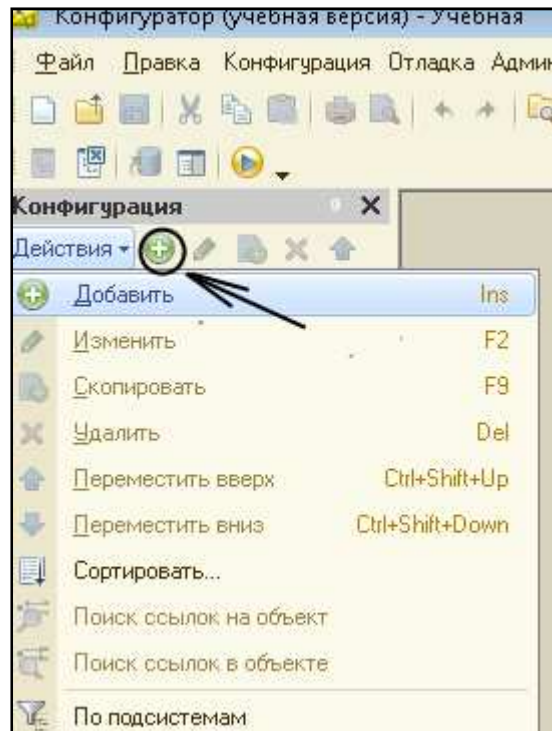 Конфигуратор (учебная версия) - Учебная
Файл Правка Конфигурация Отладка Админ
Конфигурация
Действия
Добавить Ins
Изменить F2
Скопировать F9
Удалить Del
Переместить вверх Ctrl+Shift+Up
Переместить вниз Ctrl+Shift+Down
Сортировать...
Поиск ссылок на объект
Поиск ссылок в объекте
По подсистемам